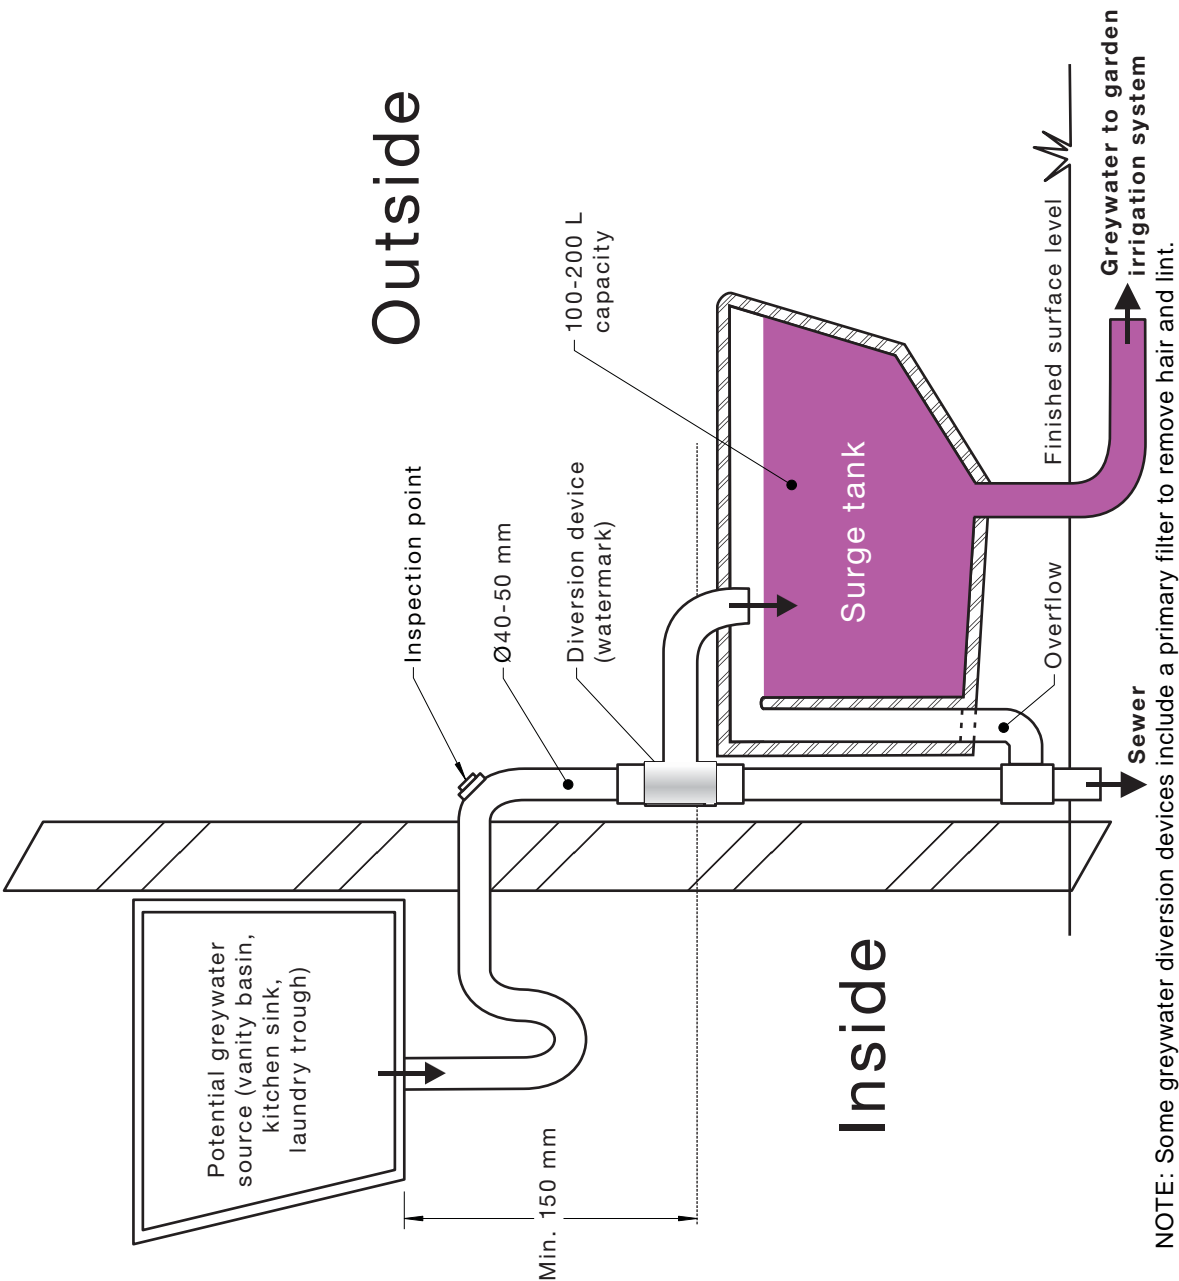 Outside
Inside
Potential greywater
source (vanity basin,
kitchen sink,
laundry trough)
Min. 150 mm
Inspection point
Ø40-50 mm
Diversion device
(watermark)
100-200 L
capacity
Surge tank
Overflow
Finished surface level
Sewer
Greywater to garden
irrigation system
NOTE: Some greywater diversion devices include a primary filter to remove hair and lint.